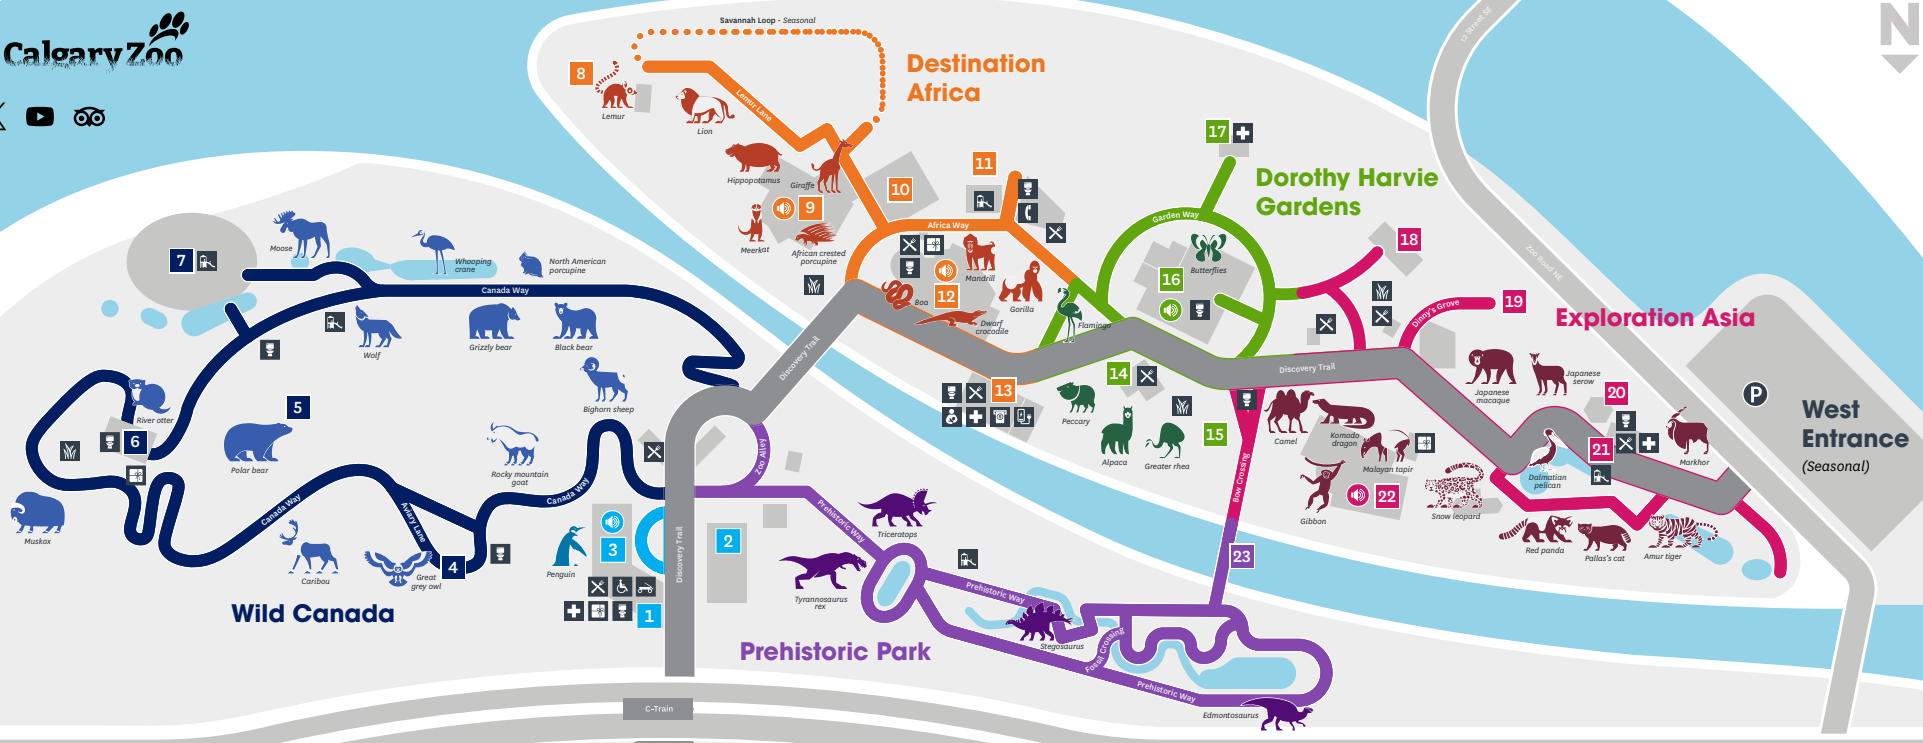 Calgary Zoo
Savannah Loop - Seasonal
Destination
Africa
8
Lemur
Lion
Lemur Lane
Hippopotamus
Giraffe
9
10
11
Meerkat
African crested
porcupine
Africa Way
Mandrill
Boa
12
Gorilla
Dwarf
crocodile
17
Dorothy Harvie
Gardens
Garden Way
Butterflies
16
Flamingo
18
19
Dinny's Grove
Exploration Asia
12 Street SE
Zoo Road NE
N
P
West
Entrance
(Seasonal)
7
Moose
Whooping
crane
North American
porcupine
Canada Way
Wolf
Grizzly bear
Black bear
Bighorn sheep
River otter
5
6
Polar bear
Rocky mountain
goat
Muskox
Canada Way
Aviary Lane
Canada Way
Caribou
Great
grey owl
4
Wild Canada
Penguin
3
1
2
Discovery Trail
Discovery Trail
Zoo Alley
13
14
Peccary
Alpaca
Greater rhea
15
Discovery Trail
Bow Crossing
Camel
Komodo
dragon
Malayan tapir
Gibbon
22
Japanese
macaque
Japanese
serow
20
21
Markhor
Dalmatian
pelican
Snow leopard
Red panda
Pallas's cat
Amur tiger
23
Prehistoric Way
Triceratops
Tyrannosaurus
rex
Prehistoric Way
Stegosaurus
Fossil Crossing
Prehistoric Way
Edmontosaurus
Prehistoric Park
C-Train